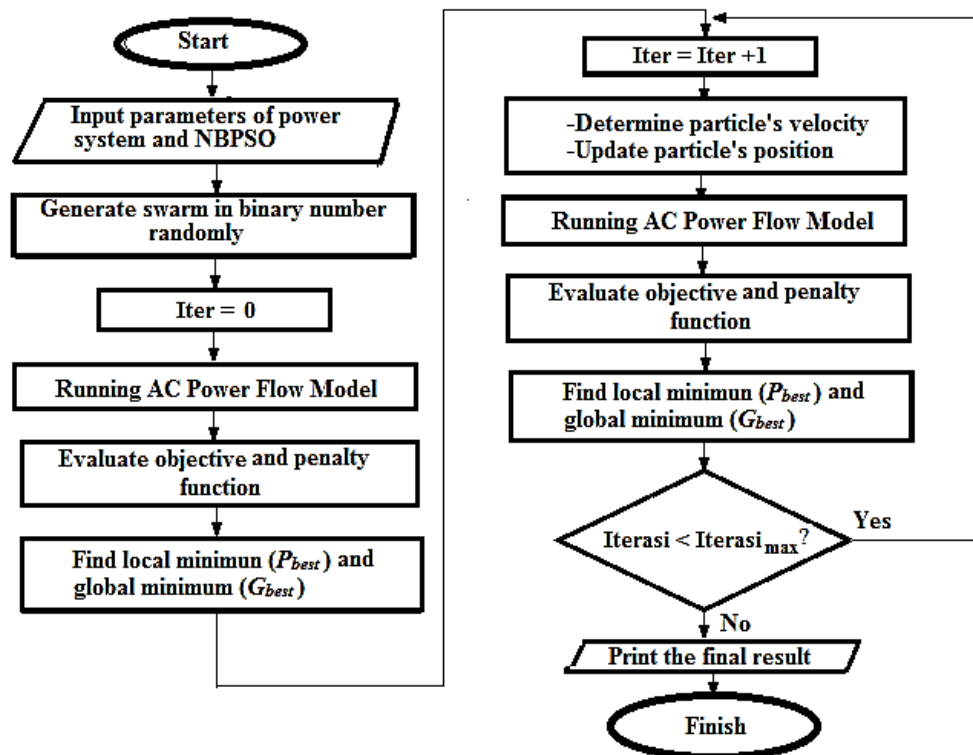 Start
Input parameters of power
system and NBPSO
Generate swarm in binary number
randomly
Iter = 0
Running AC Power Flow Model
Evaluate objective and penalty
function
Find local minimun (Pbest) and
global minimum (Gbest)
Iter = Iter +1
-Determine particle's velocity
-Update particle's position
Running AC Power Flow Model
Evaluate objective and penalty
function
Find local minimun (Pbest) and
global minimum (Gbest)
Iterasi < Iterasimax?
Yes
No
Print the final result
Finish